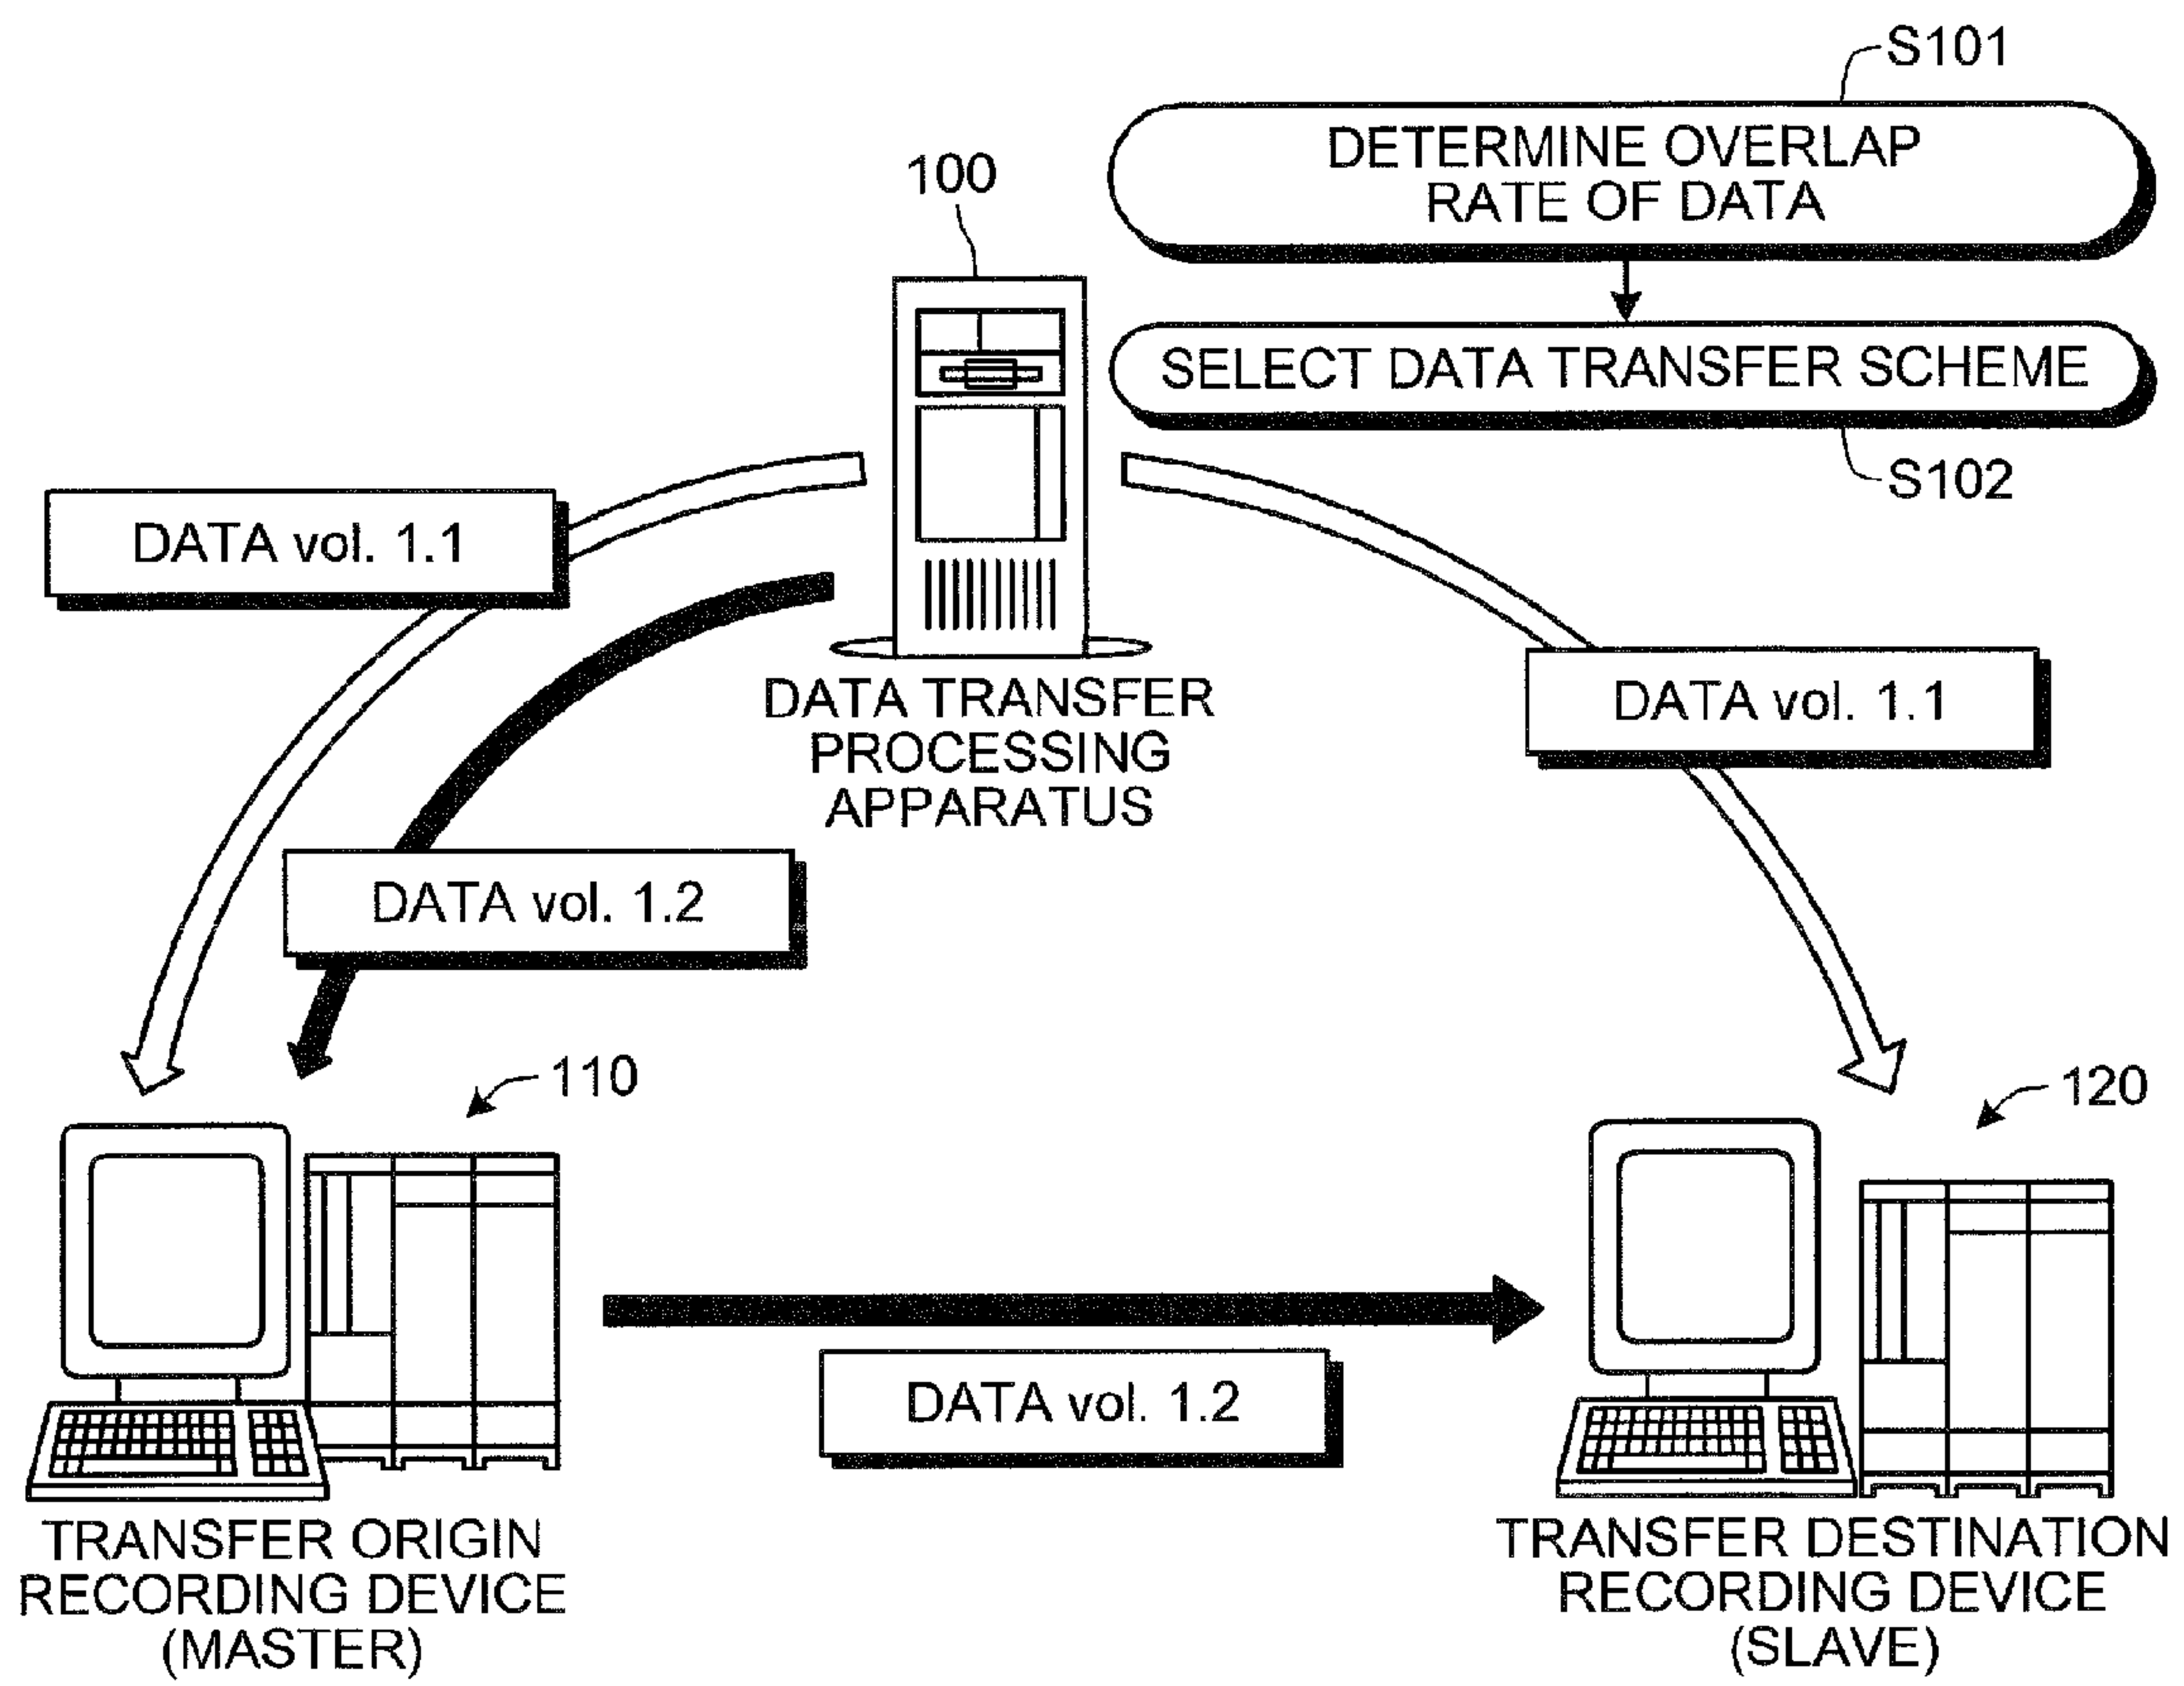 S101
DETERMINE OVERLAP
RATE OF DATA
100
SELECT DATA TRANSFER SCHEME
S102
DATA vol. 1.1
DATA TRANSFER
PROCESSING
APPARATUS
DATA vol. 1.1
DATA vol. 1.2
110
120
DATA vol. 1.2
TRANSFER ORIGIN
RECORDING DEVICE
(MASTER)
TRANSFER DESTINATION
RECORDING DEVICE
(SLAVE)